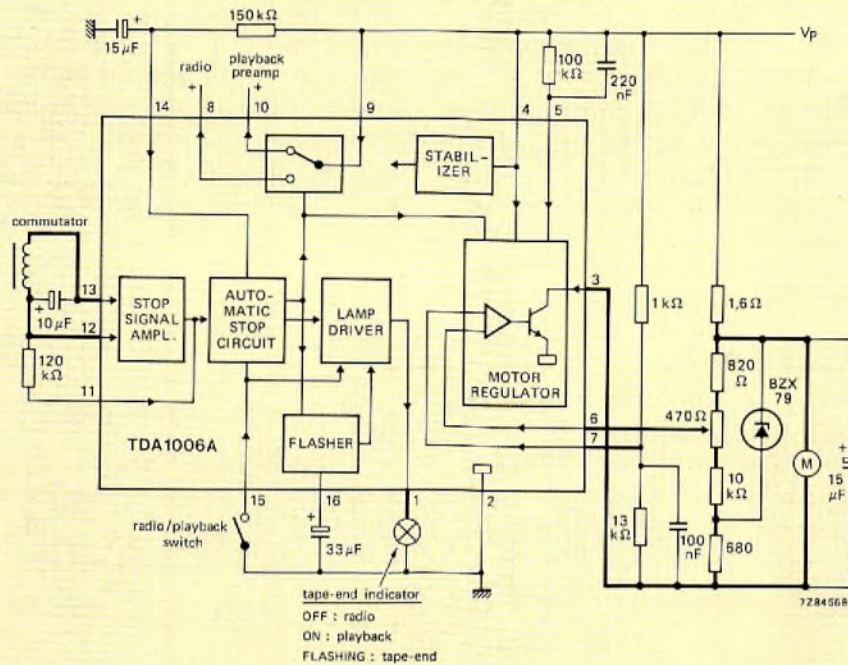 150 kΩ
Vp
15 µF
+
radio
playback
preamp
100
kΩ
220
nF
+
8
+
10
14
9
4
5
STABIL-
IZER
commutator
13
+
10 µF
12
STOP
SIGNAL
AMPL.
AUTO-
MATIC
STOP
CIRCUIT
LAMP
DRIVER
3
1 kΩ
1,6 Ω
820
Ω
BZX
79
MOTOR
REGULATOR
120
kΩ
11
6
7
470 Ω
M
+
15
µF
TDA1006A
FLASHER
10
kΩ
15
16
1
2
radio/playback
switch
+
33 µF
13
kΩ
100
nF
680
tape-end indicator
OFF : radio
ON : playback
FLASHING : tape-end
7Z84568